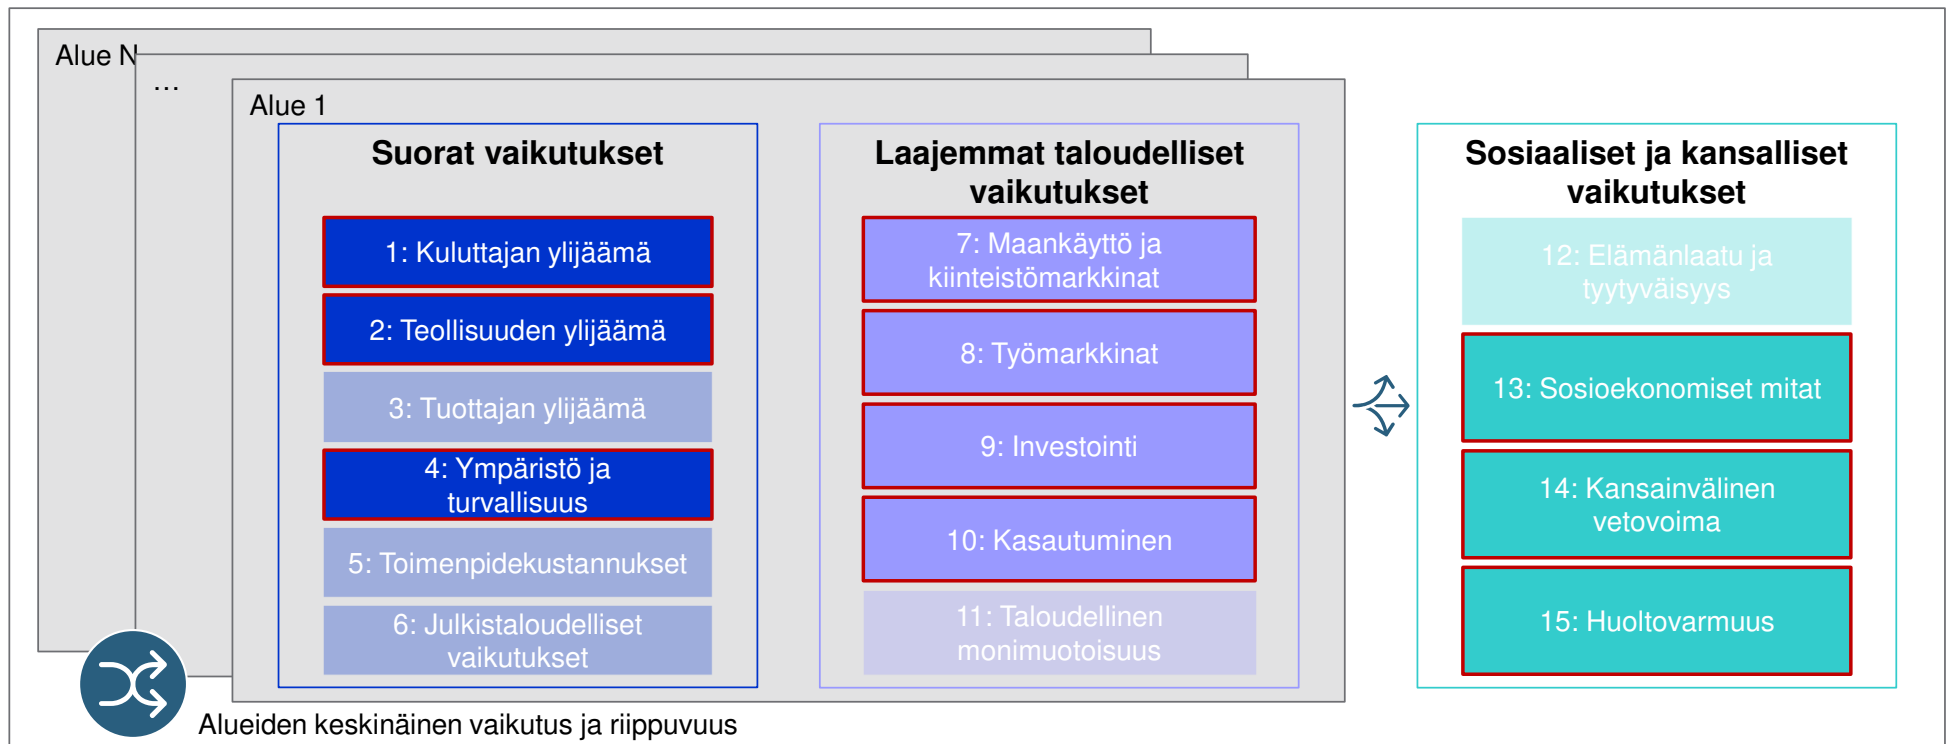 Alue N
...
Alue 1
Suorat vaikutukset
1: Kuluttajan ylijäämä
2: Teollisuuden ylijäämä
3: Tuottajan ylijäämä
4: Ympäristö ja
turvallisuus
5: Toimenpidekustannukset
6: Julkistaloudelliset
vaikutukset
Laajemmat taloudelliset
vaikutukset
7: Maankäyttö ja
kiinteistömarkkinat
8: Työmarkkinat
9: Investointi
10: Kasautuminen
11: Taloudellinen
monimuotoisuus
Sosiaaliset ja kansalliset
vaikutukset
12: Elämänlaatu ja
tyytyväisyys
13: Sosioekonomiset mitat
14: Kansainvälinen
vetovoima
15: Huoltovarmuus
Alueiden keskinäinen vaikutus ja riippuvuus